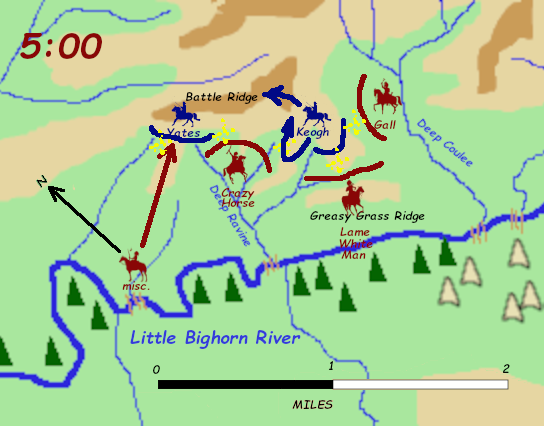 5:00
Battle Ridge
Yates
Keogh
Gall
Deep Coulee
N
Crazy
Horse
Deep Ravine
Greasy Grass Ridge
Lame
White
Man
misc.
Little Bighorn River
0
1
2
MILES